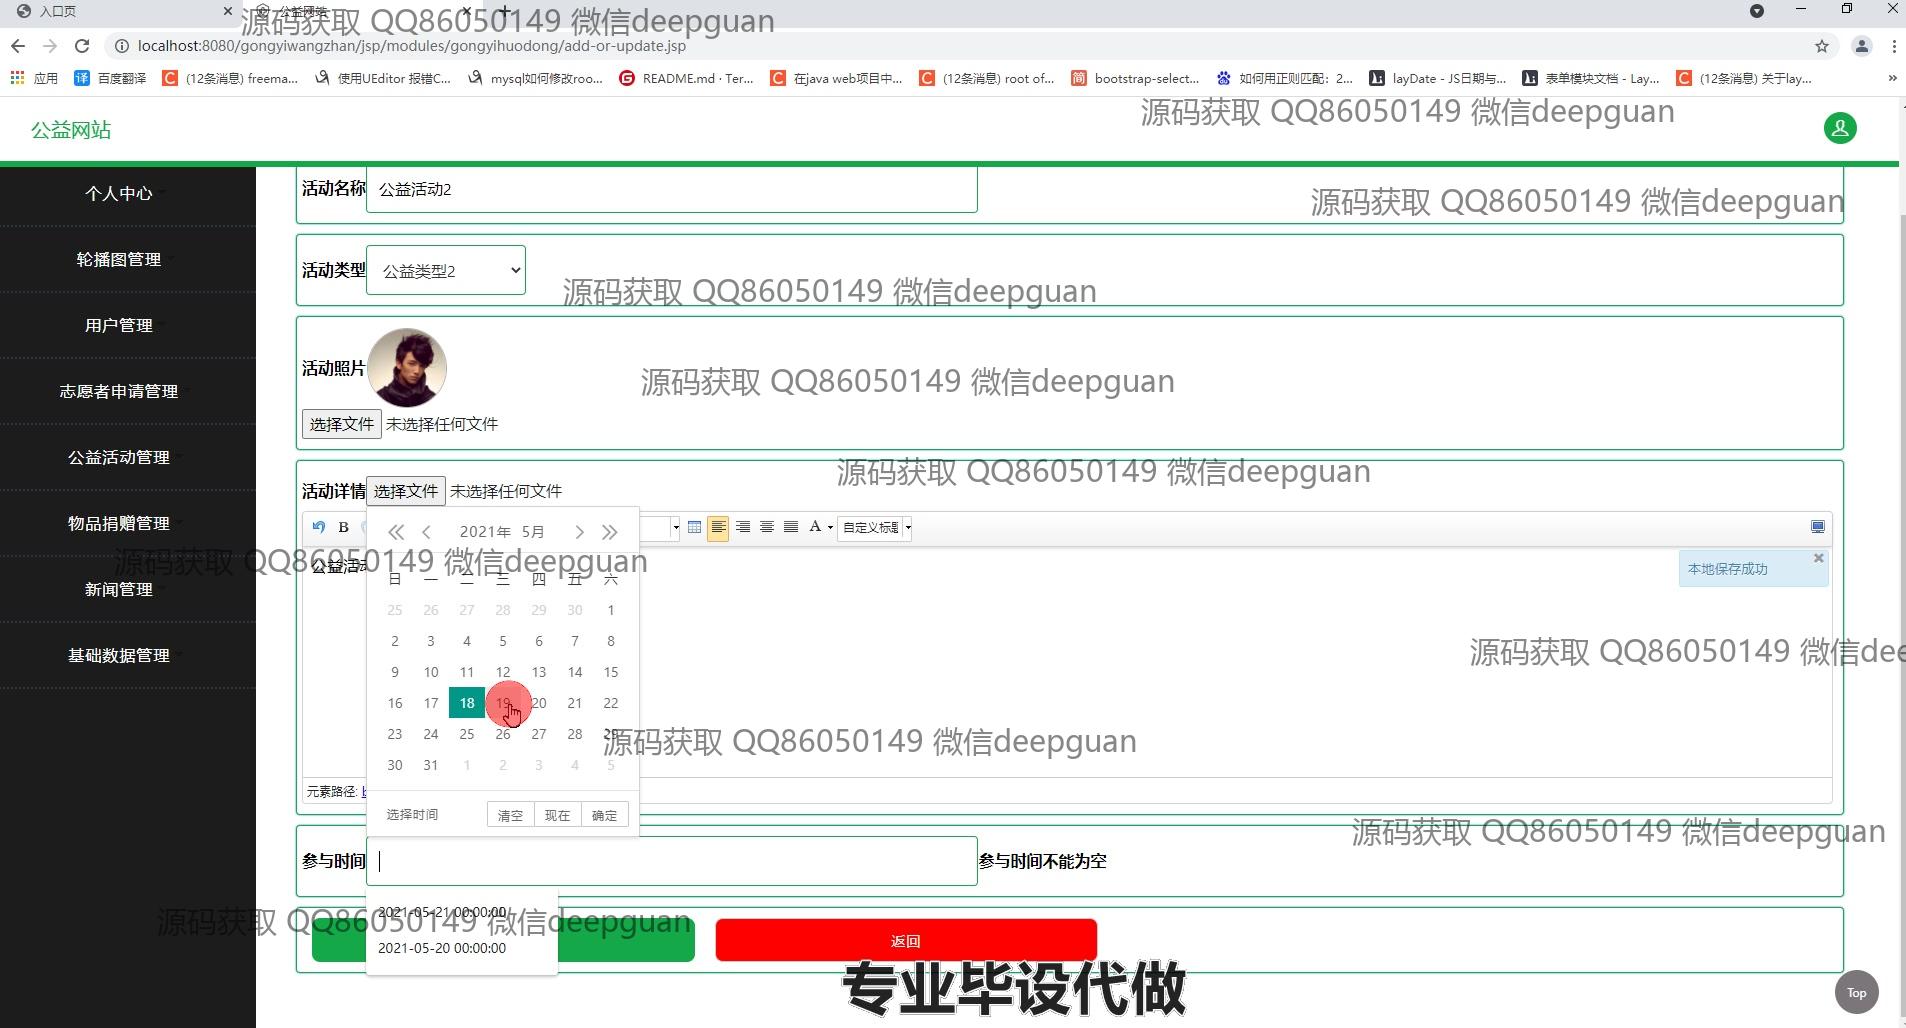 入口页
公益网站
源码获取 QQ86050149 微信deepguan
localhost:8080/gongyiwangzhan/jsp/modules/gongyihuodong/add-or-update.jsp
应用
百度翻译
(12条消息) freema...
使用UEditor 报错C...
mysql如何修改roo...
README.md · Ter...
在java web项目中...
(12条消息) root of...
bootstrap-select...
如何用正则匹配：2...
layDate - JS日期与...
表单模块文档 - Lay...
(12条消息) 关于lay...
源码获取 QQ86050149 微信deepguan
公益网站
个人中心
轮播图管理
用户管理
志愿者申请管理
公益活动管理
物品捐赠管理
新闻管理
基础数据管理
活动名称 公益活动2
源码获取 QQ86050149 微信deepguan
活动类型 公益类型2
源码获取 QQ86050149 微信deepguan
活动照片
源码获取 QQ86050149 微信deepguan
选择文件 未选择任何文件
源码获取 QQ86050149 微信deepguan
活动详情 选择文件 未选择任何文件
B
A
自定义标题
2021年 5月
源码获取 QQ86050149 微信deepguan
公益活动
本地保存成功
日 一 二 三 四 五 六
25 26 27 28 29 30 1
2 3 4 5 6 7 8
9 10 11 12 13 14 15
16 17 18 19 20 21 22
23 24 25 26 27 28 29
30 31 1 2 3 4 5
源码获取 QQ86050149 微信dee
源码获取 QQ86050149 微信deepguan
元素路径:
选择时间 清空 现在 确定
源码获取 QQ86050149 微信deepguan
参与时间 参与时间不能为空
2021-05-21 00:00:00
源码获取 QQ86050149 微信deepguan
2021-05-20 00:00:00
返回
专业毕设代做
Top